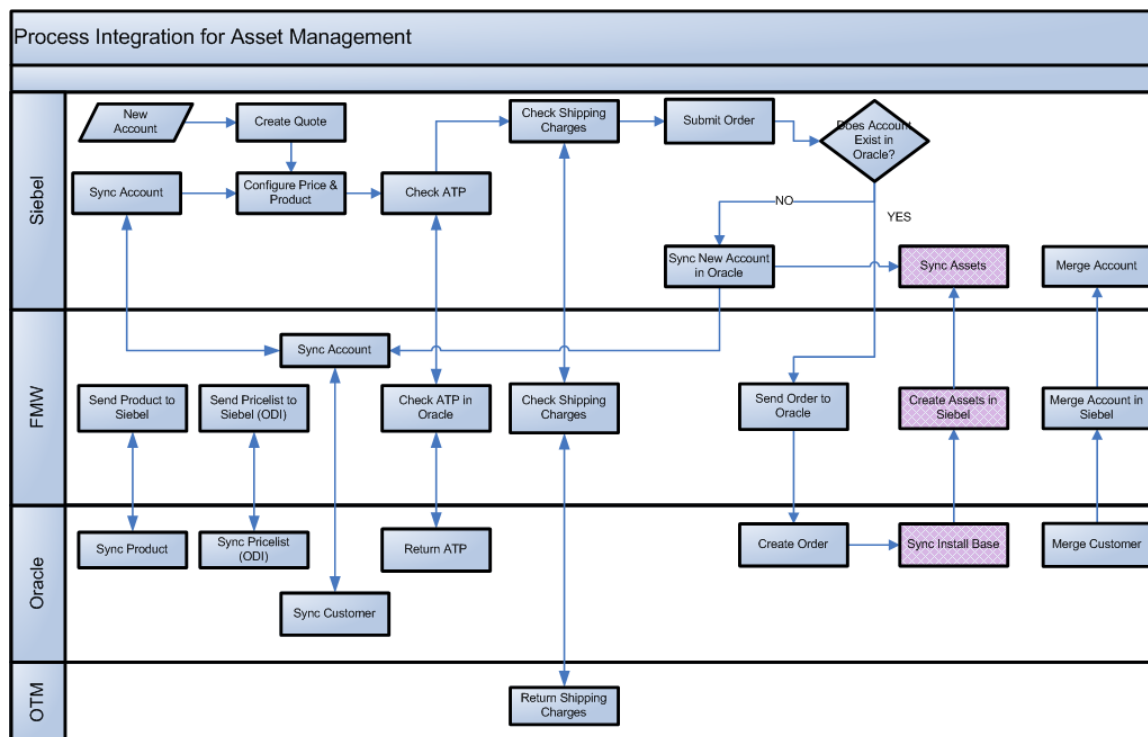 Process Integration for Asset Management
Siebel
New
Account
Create Quote
Check Shipping
Charges
Submit Order
Does Account
Exist in
Oracle?
Sync Account
Configure Price &
Product
Check ATP
NO
YES
Sync New Account
in Oracle
Sync Assets
Merge Account
FMW
Sync Account
Send Product to
Siebel
Send Pricelist to
Siebel (ODI)
Check ATP in
Oracle
Check Shipping
Charges
Send Order to
Oracle
Create Assets in
Siebel
Merge Account in
Siebel
Oracle
Sync Product
Sync Pricelist
(ODI)
Return ATP
Create Order
Sync Install Base
Merge Customer
Sync Customer
OTM
Return Shipping
Charges